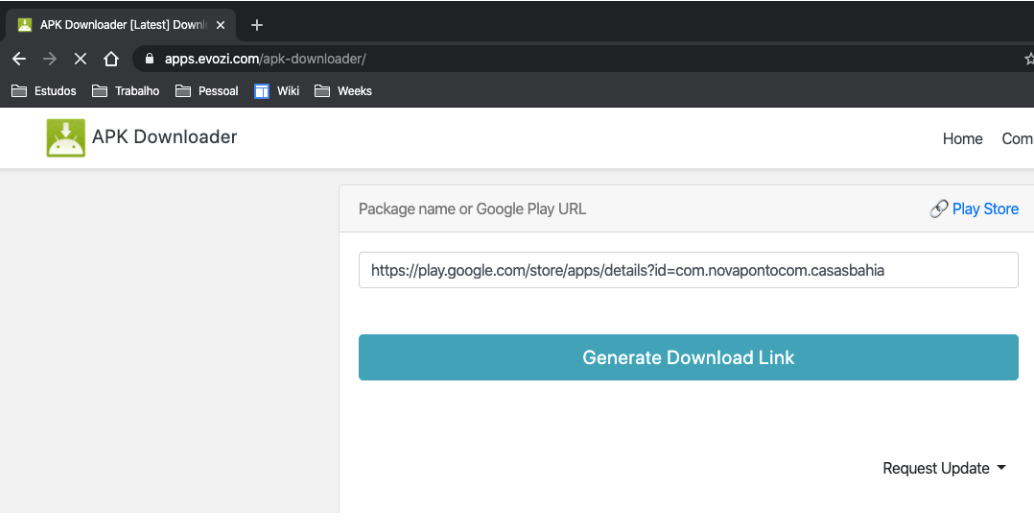 APK Downloader [Latest] Downl
apps.evozi.com/apk-downloader/
Estudos Trabalho Pessoal Wiki Weeks
APK Downloader
Home Com
Package name or Google Play URL
Play Store
https://play.google.com/store/apps/details?id=com.novapontocom.casasbahia
Generate Download Link
Request Update